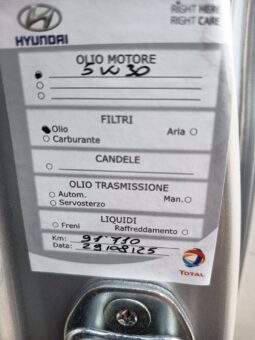 RIGHT HERE
RIGHT CARE
HYUNDAI
OLIO MOTORE
5W30
FILTRI
Olio
Aria
Carburante
CANDELE
OLIO TRASMISSIONE
Autom.
Man.
Servosterzo
LIQUIDI
Freni
Raffreddamento
Km: 91'710
Data: 29/08/25
TOTAL